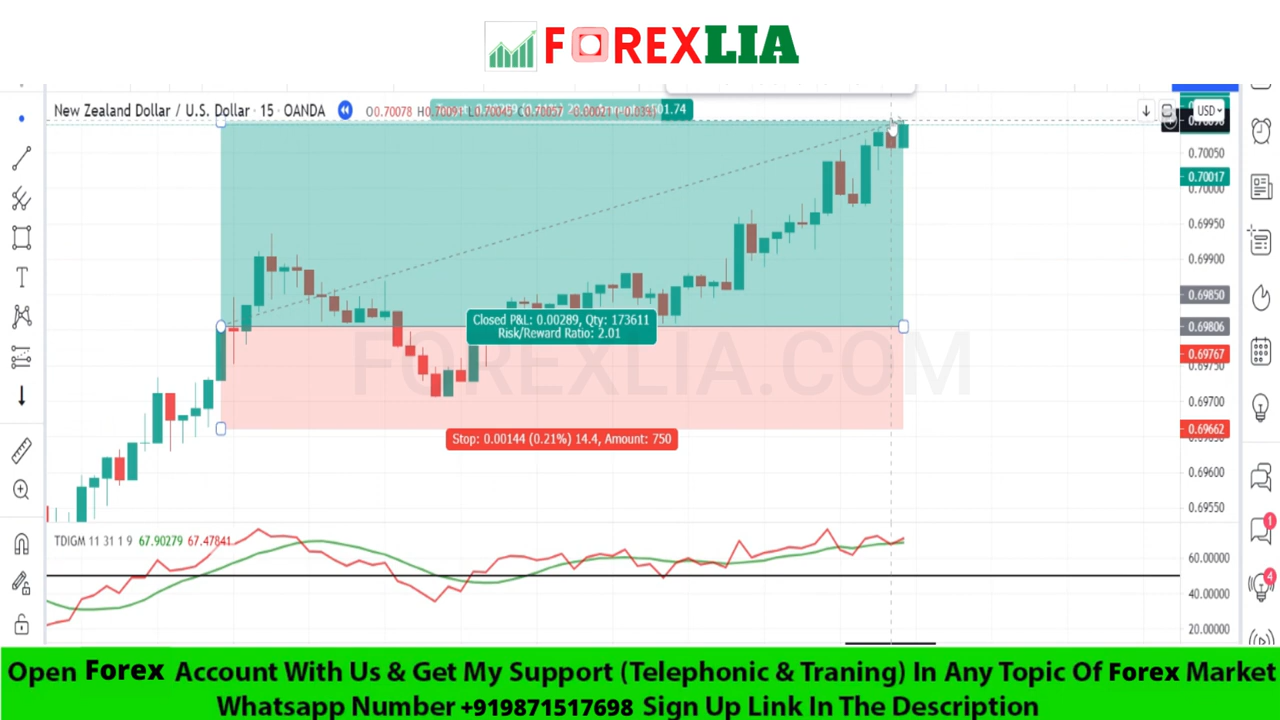 FOREXLIA
New Zealand Dollar / U.S. Dollar · 15 · OANDA
USD
0.70050
0.70017
0.70000
0.69950
0.69900
0.69850
0.69806
0.69767
0.69700
0.69662
0.69600
0.69550
Closed P&L: 0.00289, Qty: 173611
Risk/Reward Ratio: 2.01
FOREXLIA.COM
Stop: 0.00144 (0.21%) 14.4, Amount: 750
TDIGM 11 31 1 9 67.90279 67.47841
60.00000
40.00000
20.00000
1
4
Open Forex Account With Us & Get My Support (Telephonic & Traning) In Any Topic Of Forex Market
Whatsapp Number +919871517698 Sign Up Link In The Description